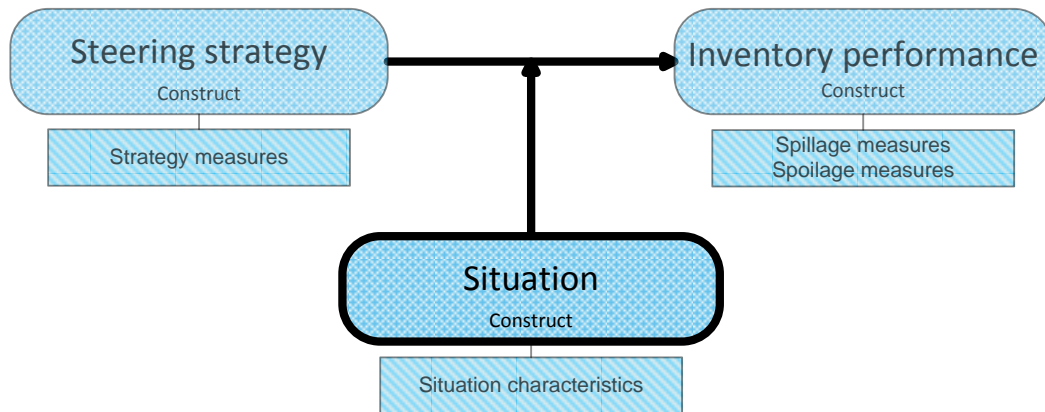 Steering strategy
Construct
Strategy measures
Inventory performance
Construct
Spillage measures
Spoilage measures
Situation
Construct
Situation characteristics